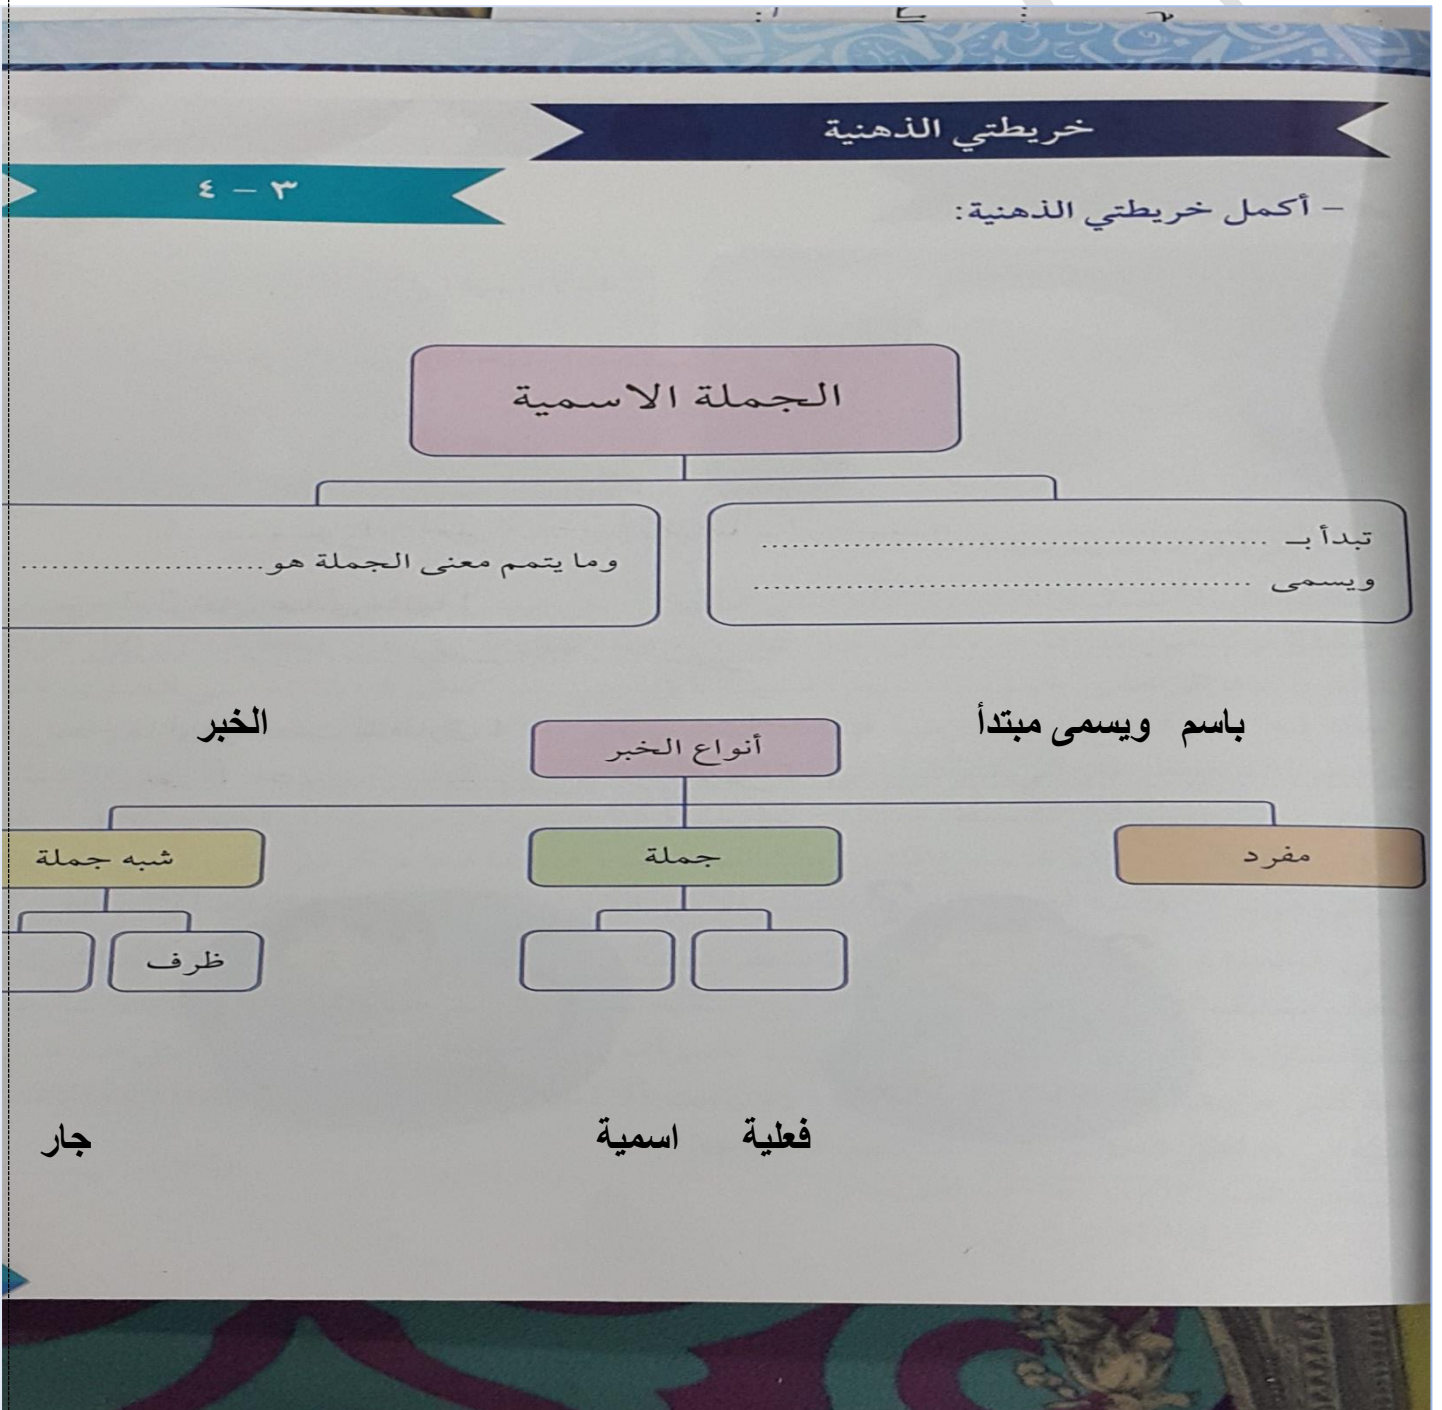 خريطتي الذهنية
٣ – ٤
– أكمل خريطتي الذهنية:
الجملة الاسمية
تبدأ بـ ................................................
ويسمى ................................................
وما يتمم معنى الجملة هو........................
باسم ويسمى مبتدأ
الخبر
أنواع الخبر
مفرد
جملة
شبه جملة
ظرف
فعلية اسمية
جار